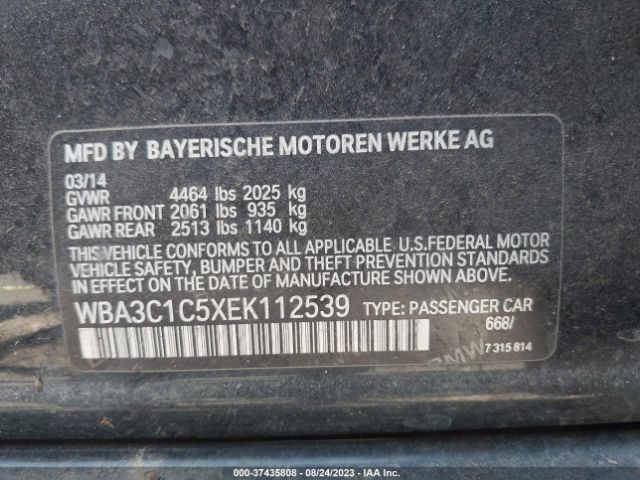 MFD BY BAYERISCHE MOTOREN WERKE AG
03/14
GVWR 4464 lbs 2025 kg
GAWR FRONT 2061 lbs 935 kg
GAWR REAR 2513 lbs 1140 kg
THIS VEHICLE CONFORMS TO ALL APPLICABLE U.S.FEDERAL MOTOR
VEHICLE SAFETY, BUMPER, AND THEFT PREVENTION STANDARDS
IN EFFECT ON THE DATE OF MANUFACTURE SHOWN ABOVE.
WBA3C1C5XEK112539 TYPE: PASSENGER CAR
668/
7 315 814
BMW
000-37435808 - 08/24/2023 - IAA Inc.